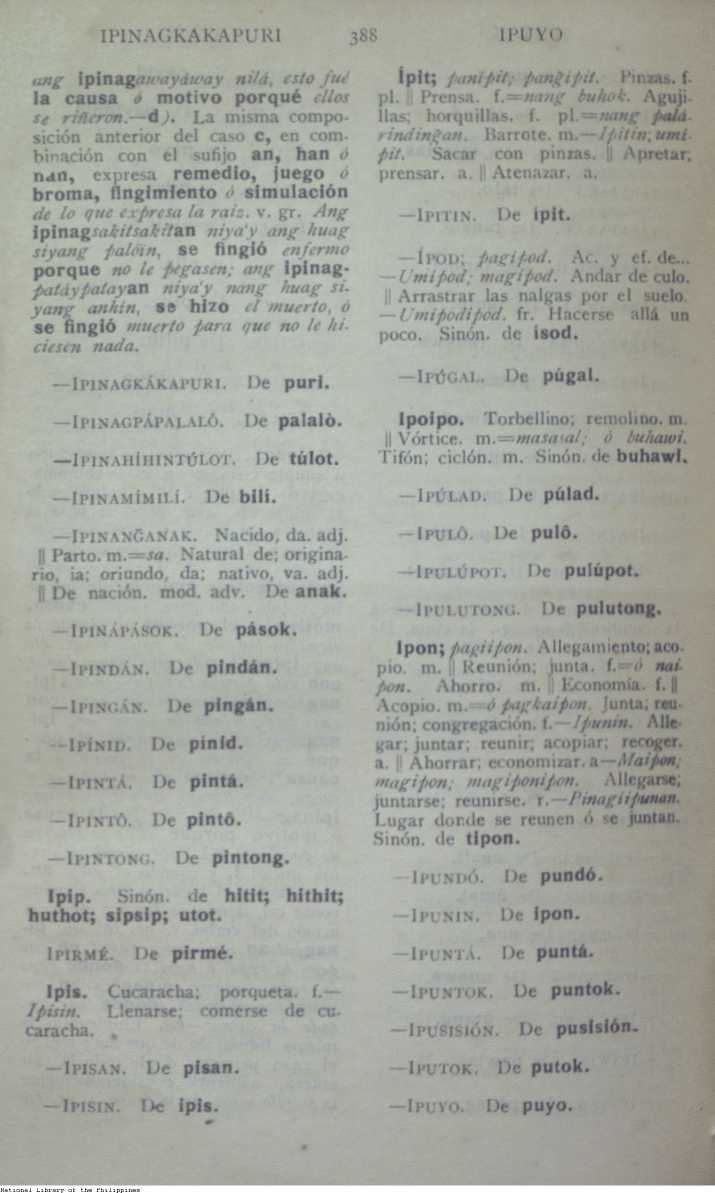 IPINAGKAKAPURI 388 IPUYO
ang ipinagawayáway nilá, esto fué
la causa ó motivo porqué ellos
se riñeron.—d). La misma compo-
sición anterior del caso c, en com-
binación con el sufijo an, han ó
nan, expresa remedio, juego ó
broma, fingimiento ó simulación
de lo que expresa la raiz. v. gr. Ang
ipinagsakitsakítan niya'y ang huag
siyang palóin, se fingió enfermo
porque no le pegasen; ang ipinag-
patáypatayan niya'y nang huag si-
yang anhin, se hizo el muerto, ó
se fingió muerto para que no le hi-
ciesen nada.
—IPINAGKÁKAPURI. De puri.
—IPINAGPÁPALALÒ. De palalò.
—IPINAHÍHINTÚLOT. De túlot.
—IPINAMÍMILÍ. De bilí.
—IPINANG̃ANAK. Nacido, da. adj.
|| Parto. m.=sa. Natural de; origina-
rio, ia; oriundo, da; nativo, va. adj.
|| De nación. mod. adv. De anak.
—IPINÁPÁSOK. De pások.
—IPINDÁN. De pindán.
—IPINGÁN. De pingán.
—IPÍNID. De pinid.
—IPINTÁ. De pintá.
—IPINTÔ. De pintô.
—IPINTONG. De pintong.
Ipip. Sinón. de hitit; hithit;
huthot; sipsip; utot.
IPIRMÉ. De pirmé.
Ipis. Cucaracha; porqueta. f.—
Ipisin. Llenarse; comerse de cu-
caracha.
—IPISAN. De pisan.
—IPISIN. De ipis.
Ípit; panipit; pang̃ipit. Pinzas. f.
pl. || Prensa. f.=nang buhok. Aguji-
llas; horquillas. f. pl.=nang palá-
rinding̃an. Barrote. m.—Ipitin; umi-
pit. Sacar con pinzas. || Apretar;
prensar. a. || Atenazar. a.
—IPITIN. De ipit.
—ÍPOD; pagipod. Ac. y ef. de...
—Umipod; magipod. Andar de culo.
|| Arrastrar las nalgas por el suelo.
—Umipodipod. fr. Hacerse allá un
poco. Sinón. de isod.
—IPÚGAL. De púgal.
Ipoipo. Torbellino; remolino. m.
|| Vórtice. m.=masasal; ó buhawi.
Tifón; ciclón. m. Sinón. de buhawi.
—IPÚLAD. De púlad.
—IPULÔ. De pulô.
—IPULÚPOT. De pulúpot.
—IPULUTONG. De pulutong.
Ipon; pagiipon. Allegamiento; aco-
pio. m. || Reunión; junta. f.=ó nai-
pon. Ahorro. m. || Economía. f. ||
Acopio. m.=ó pagkaipon. Junta; reu-
nión; congregación. f.—Ipunin. Alle-
gar; juntar; reunir; acopiar; recoger.
a. || Ahorrar; economizar. a—Maipon;
magipon; magiponipon. Allegarse;
juntarse; reunirse. r.—Pinagiipunan.
Lugar donde se reunen ó se juntan.
Sinón. de tipon.
—IPUNDÓ. De pundó.
—IPUNIN. De ipon.
—IPUNTÁ. De puntá.
—IPUNTOK. De puntok.
—IPUSISIÓN. De pusisión.
—IPUTOK. De putok.
—IPUYO. De puyo.
National Library of the Philippines